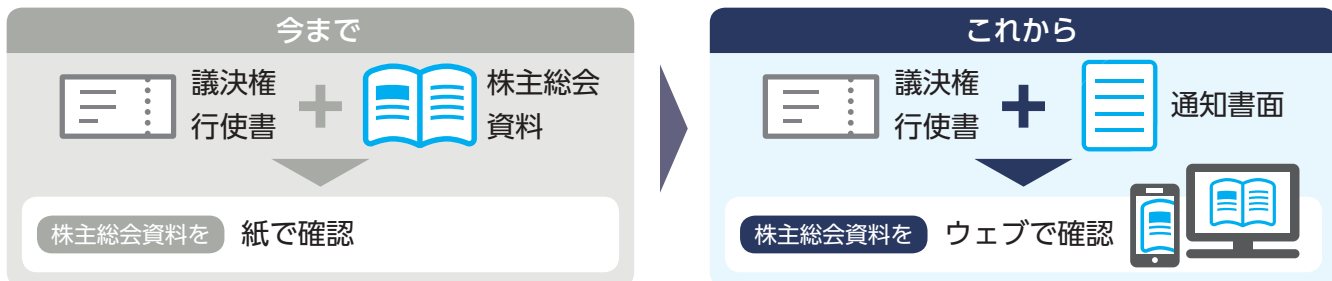 今まで
議決権
行使書
株主総会
資料
株主総会資料を 紙で確認
これから
議決権
行使書
通知書面
株主総会資料を ウェブで確認